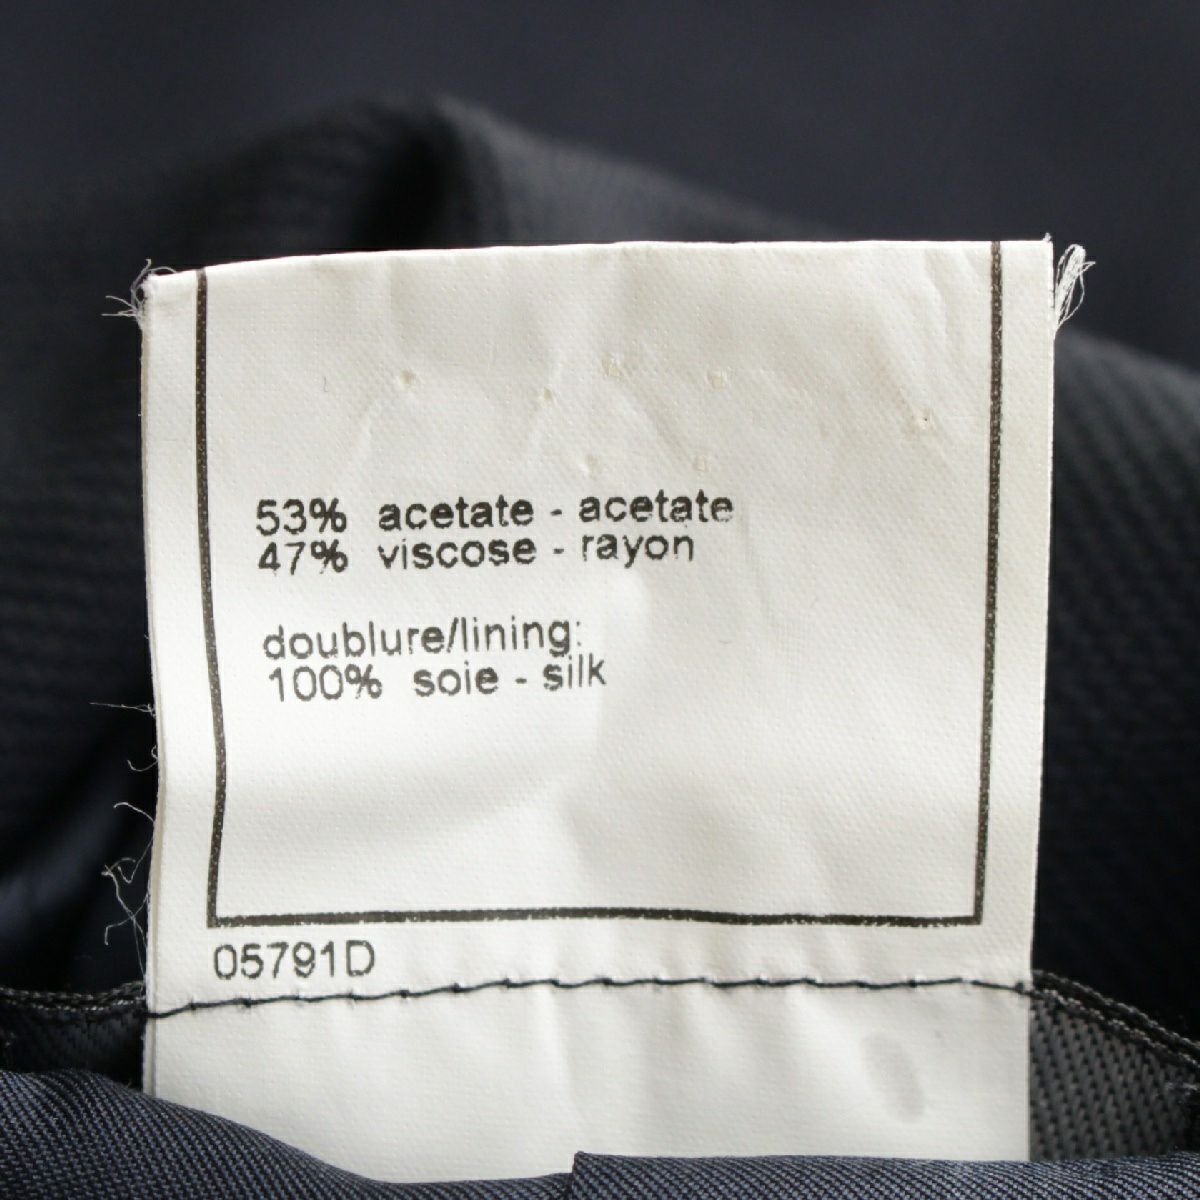 53% acetate - acetate
47% viscose - rayon
doublure/lining:
100% soie - silk
05791D